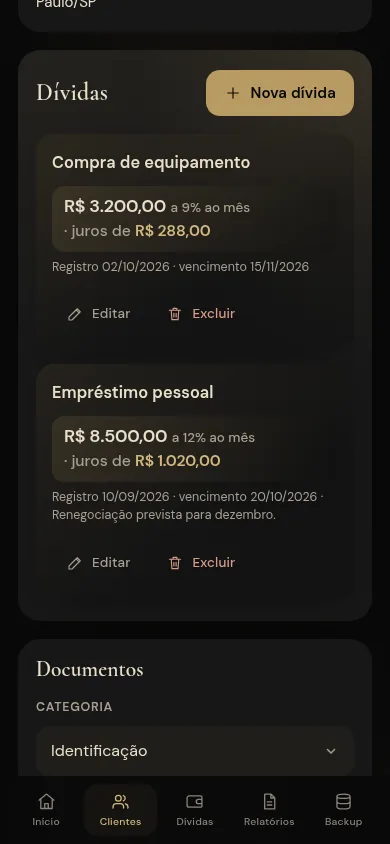 Paulo/SP
Dívidas
Nova dívida
Compra de equipamento
R$ 3.200,00 a 9% ao mês
· juros de R$ 288,00
Registro 02/10/2026 · vencimento 15/11/2026
Editar
Excluir
Empréstimo pessoal
R$ 8.500,00 a 12% ao mês
· juros de R$ 1.020,00
Registro 10/09/2026 · vencimento 20/10/2026 ·
Renegociação prevista para dezembro.
Editar
Excluir
Documentos
CATEGORIA
Identificação
Início
Clientes
Dívidas
Relatórios
Backup